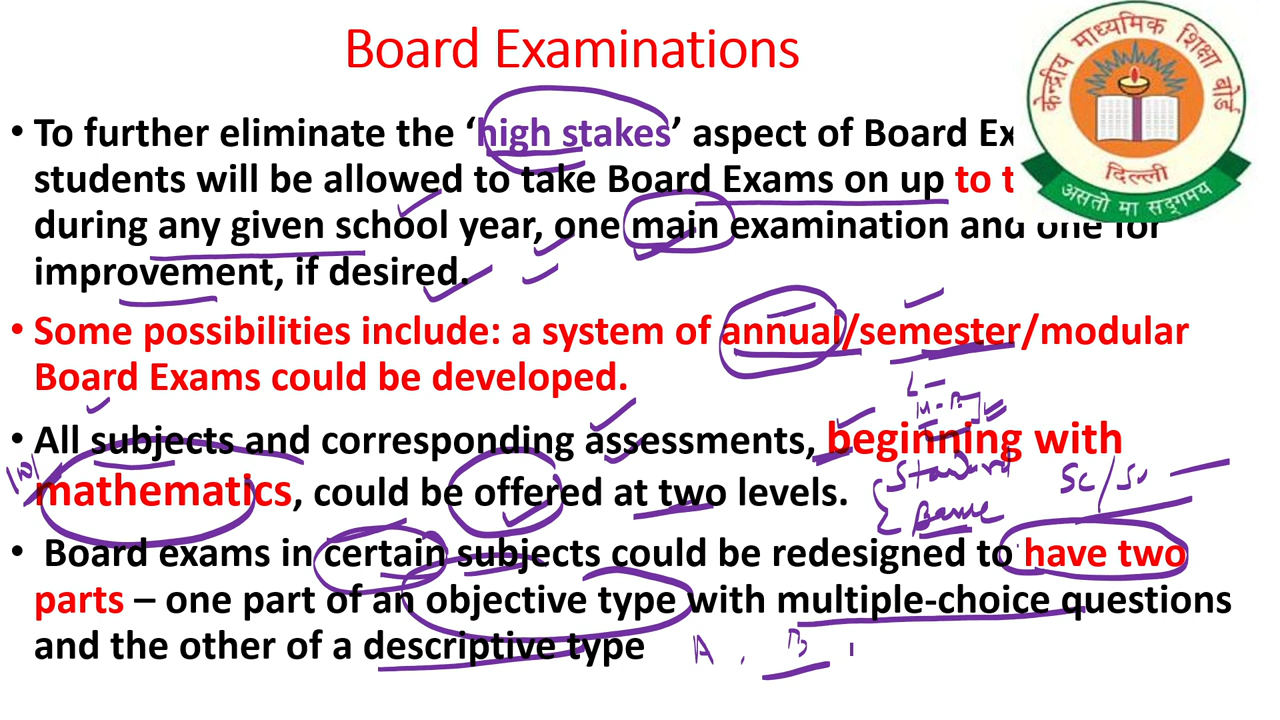 Board Examinations
केन्द्रीय माध्यमिक शिक्षा बोर्ड
दिल्ली
असतो मा सद्गमय
• To further eliminate the ‘high stakes’ aspect of Board
students will be allowed to take Board Exams on up to
during any given school year, one main examination and one for
improvement, if desired.
• Some possibilities include: a system of annual/semester/modular
Board Exams could be developed.
• All subjects and corresponding assessments, beginning with
mathematics, could be offered at two levels.
Standard
• Board exams in certain subjects could be redesigned to have two
parts – one part of an objective type with multiple-choice questions
and the other of a descriptive type
A B